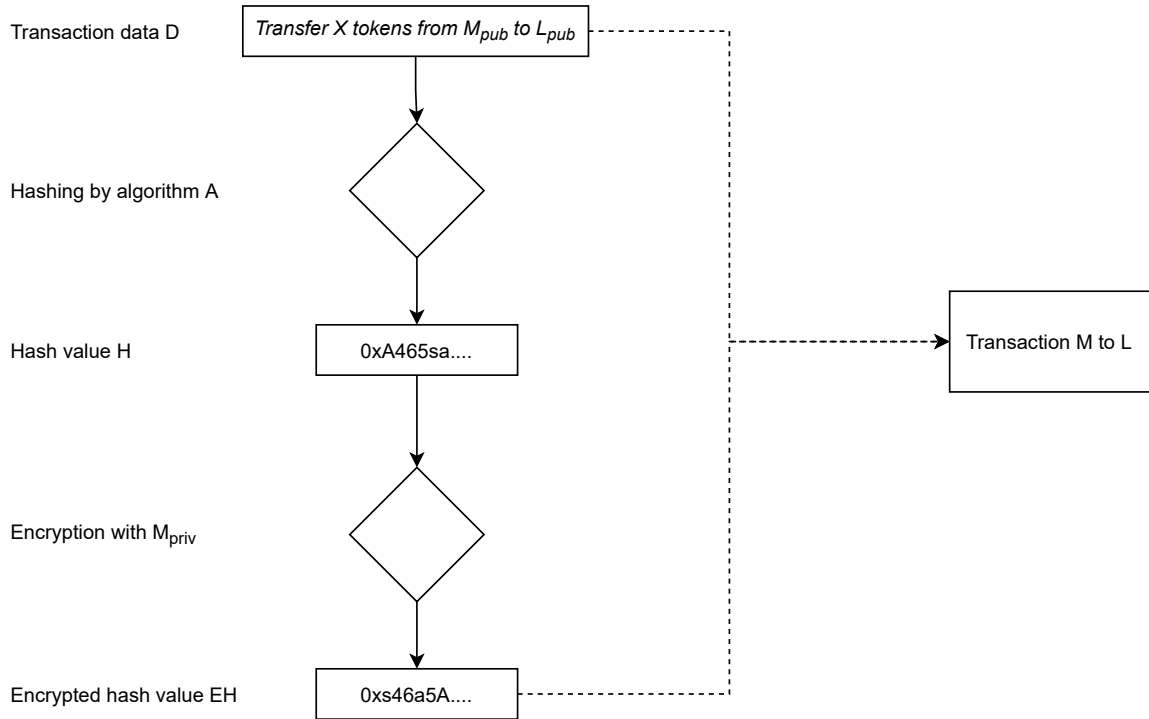 Transaction data D
Transfer X tokens from Mpub to Lpub
Hashing by algorithm A
Hash value H
0xA465sa....
Transaction M to L
Encryption with Mpriv
Encrypted hash value EH
0xs46a5A....